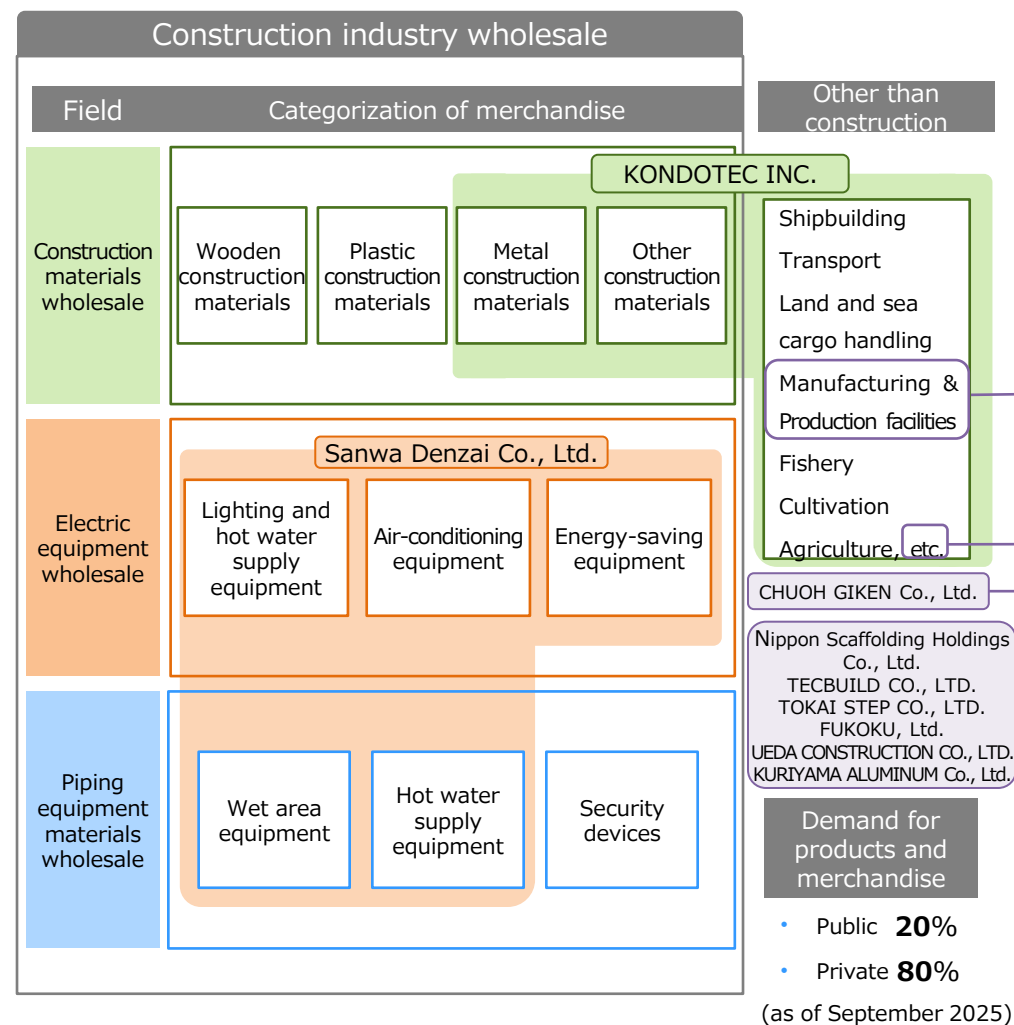 Construction industry wholesale
Field
Categorization of merchandise
Other than
construction
KONDOTEC INC.
Construction
materials
wholesale
Wooden
construction
materials
Plastic
construction
materials
Metal
construction
materials
Other
construction
materials
Shipbuilding
Transport
Land and sea
cargo handling
Manufacturing &
Production facilities
Fishery
Cultivation
Agriculture, etc.
Sanwa Denzai Co., Ltd.
Electric
equipment
wholesale
Lighting and
hot water
supply
equipment
Air-conditioning
equipment
Energy-saving
equipment
CHUOH GIKEN Co., Ltd.
Nippon Scaffolding Holdings
Co., Ltd.
TECBUILD CO., LTD.
TOKAI STEP CO., LTD.
FUKOKU, Ltd.
UEDA CONSTRUCTION CO., LTD.
KURIYAMA ALUMINUM Co., Ltd.
Piping
equipment
materials
wholesale
Wet area
equipment
Hot water
supply
equipment
Security
devices
Demand for
products and
merchandise
• Public 20%
• Private 80%
(as of September 2025)